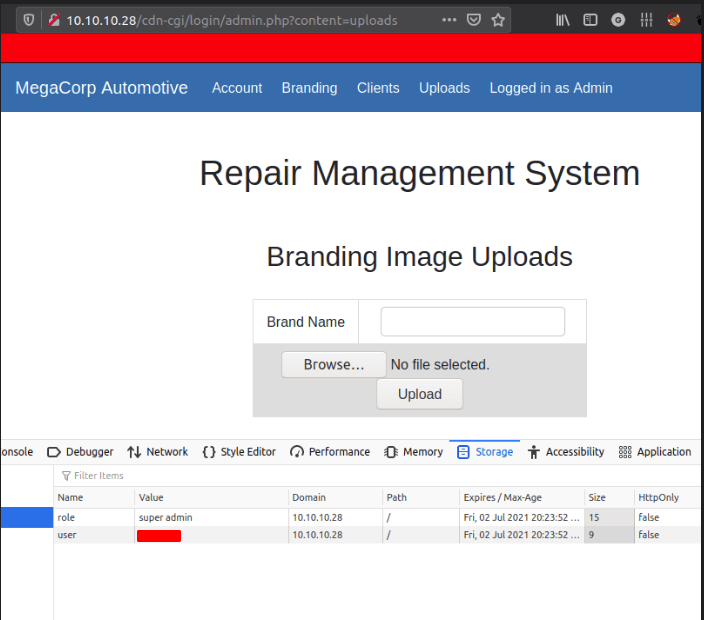 10.10.10.28/cdn-cgi/login/admin.php?content=uploads
MegaCorp Automotive Account Branding Clients Uploads Logged in as Admin
Repair Management System
Branding Image Uploads
Brand Name
Browse... No file selected.
Upload
onsole Debugger Network Style Editor Performance Memory Storage Accessibility Application
Filter Items
Name Value Domain Path Expires / Max-Age Size HttpOnly
role super admin 10.10.10.28 / Fri, 02 Jul 2021 20:23:52 ... 15 false
user 10.10.10.28 / Fri, 02 Jul 2021 20:23:52 ... 9 false